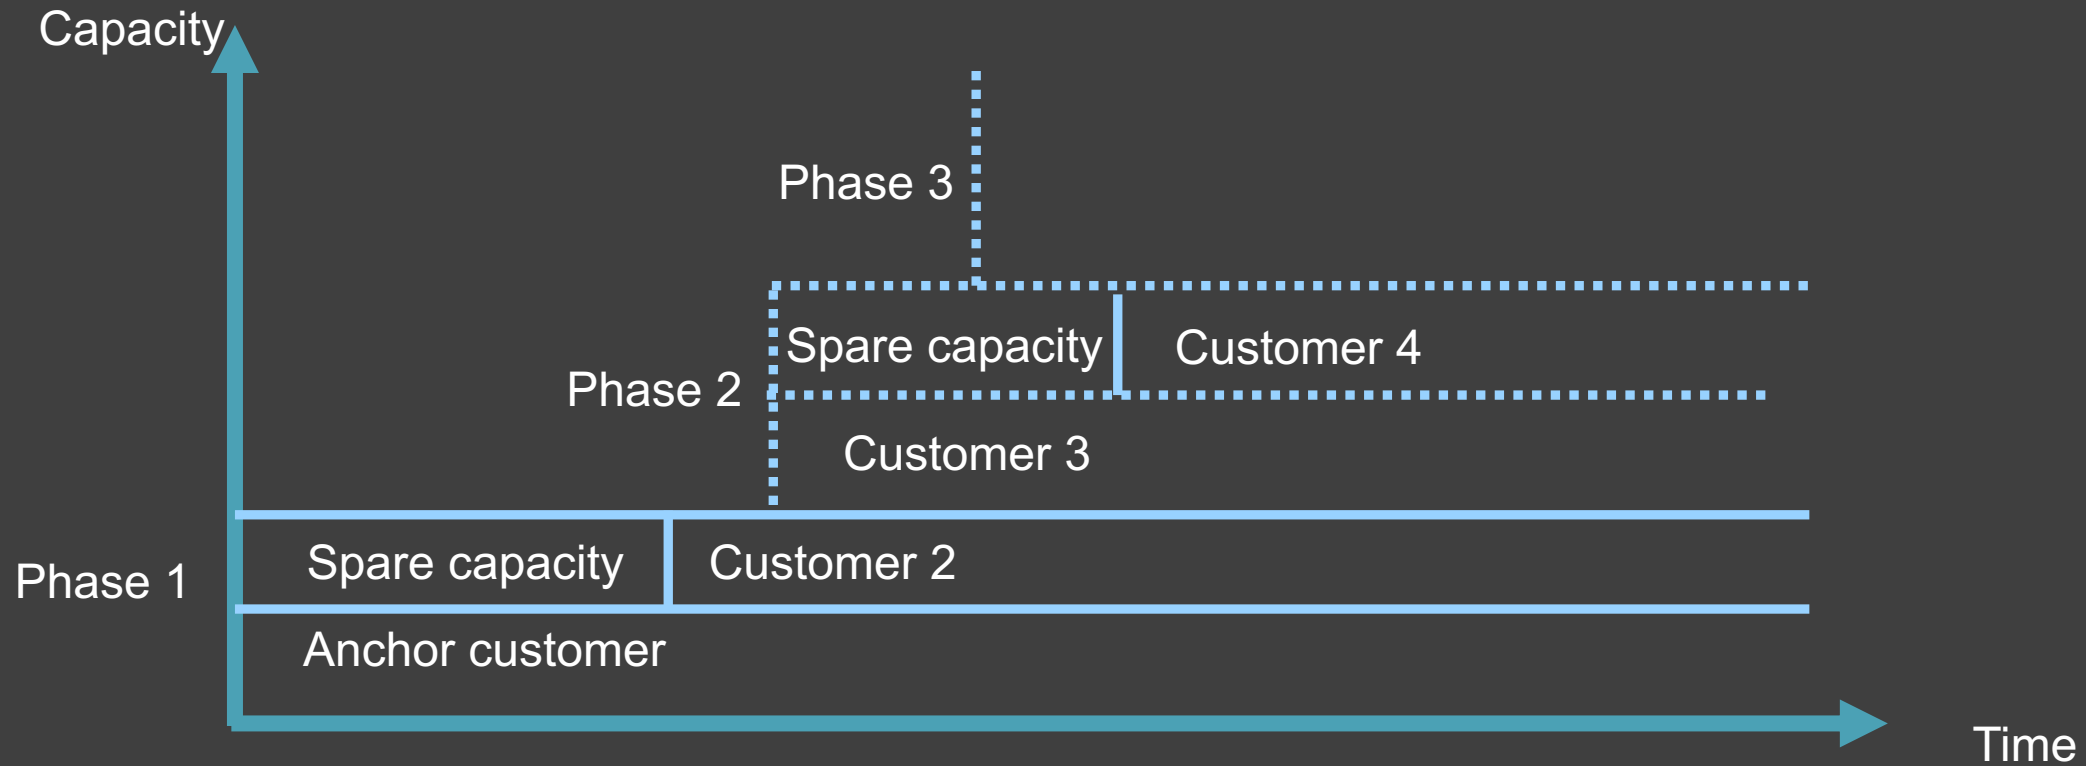 Capacity
Phase 3
Spare capacity
Customer 4
Phase 2
Customer 3
Spare capacity
Customer 2
Phase 1
Anchor customer
Time